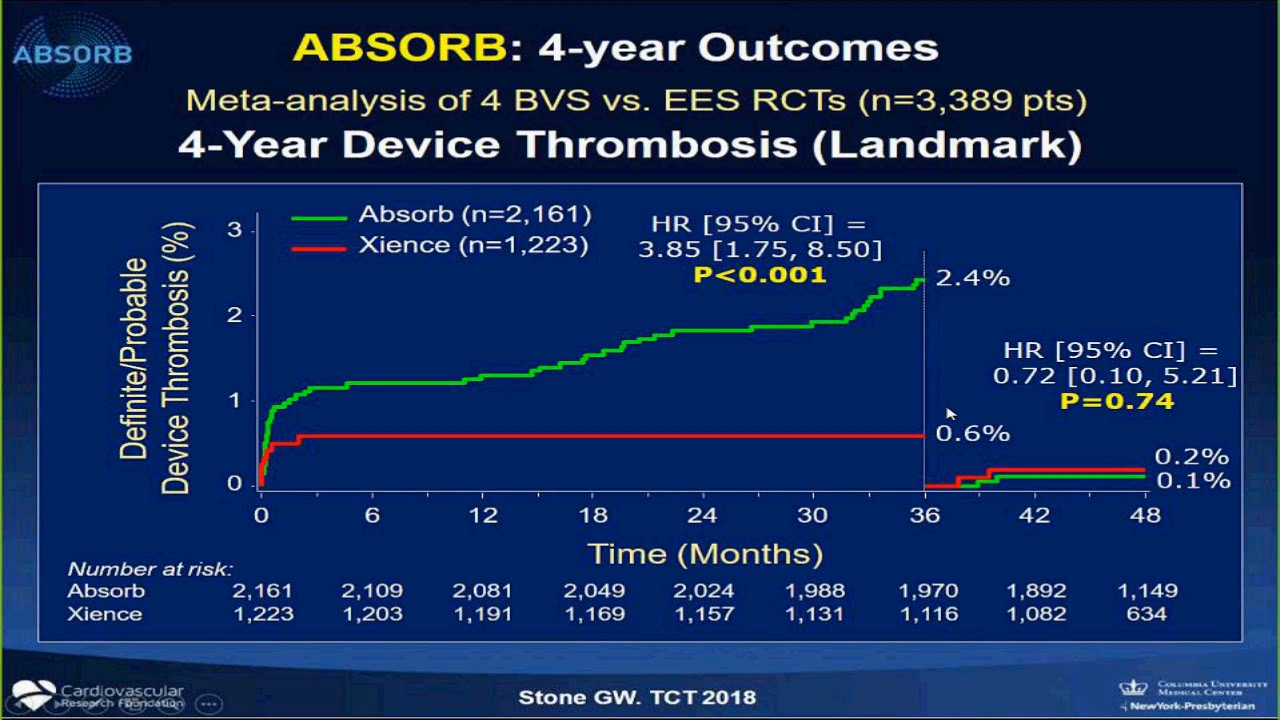 ABSORB
ABSORB: 4-year Outcomes
Meta-analysis of 4 BVS vs. EES RCTs (n=3,389 pts)
4-Year Device Thrombosis (Landmark)
Definite/Probable
Device Thrombosis (%)
3
2
1
0
Absorb (n=2,161)
Xience (n=1,223)
HR [95% CI] =
3.85 [1.75, 8.50]
P<0.001
2.4%
0.6%
HR [95% CI] =
0.72 [0.10, 5.21]
P=0.74
0.2%
0.1%
0 6 12 18 24 30 36 42 48
Time (Months)
Number at risk:
Absorb 2,161 2,109 2,081 2,049 2,024 1,988 1,970 1,892 1,149
Xience 1,223 1,203 1,191 1,169 1,157 1,131 1,116 1,082 634
Cardiovascular
Research Foundation
Stone GW. TCT 2018
COLUMBIA UNIVERSITY
MEDICAL CENTER
NewYork-Presbyterian